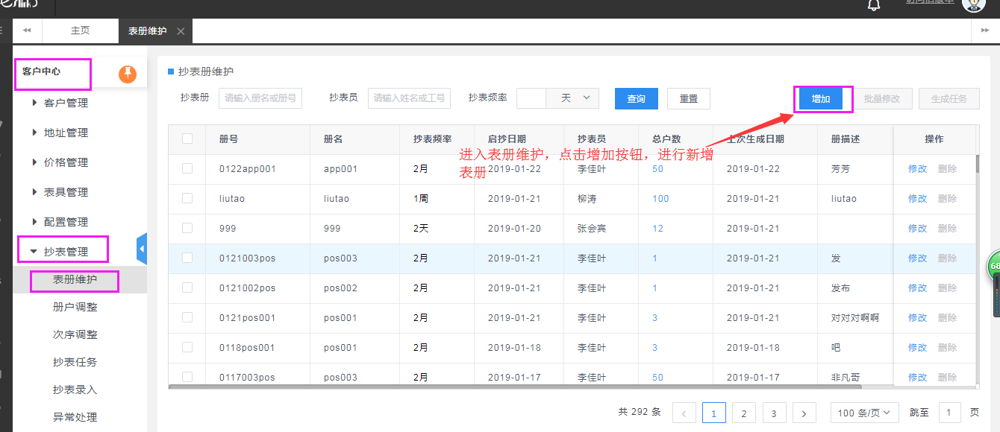 访问旧版本
主页
表册维护
客户中心
客户管理
地址管理
价格管理
表具管理
配置管理
抄表管理
表册维护
册户调整
次序调整
抄表任务
抄表录入
异常处理
抄表册维护
抄表册 请输入册名或册号 抄表员 请输入姓名或工号 抄表频率 天 查询 重置 增加 批量修改 生成任务
册号 册名 抄表频率 启抄日期 抄表员 总户数 上次生成日期 册描述 操作
进入表册维护，点击增加按钮，进行新增
表册
0122app001 app001 2月 2019-01-22 李佳叶 50 2019-01-22 芳芳 修改 删除
liutao liutao 1周 2019-01-21 柳涛 100 2019-01-21 liutao 修改 删除
999 999 2天 2019-01-20 张会宾 12 2019-01-21 修改 删除
0121003pos pos003 2月 2019-01-21 李佳叶 1 2019-01-21 发 修改 删除
0121002pos pos002 2月 2019-01-21 李佳叶 1 2019-01-21 发布 修改 删除
0121pos001 pos001 2月 2019-01-21 李佳叶 3 2019-01-21 对对对啊啊 修改 删除
0118pos001 pos001 2月 2019-01-18 李佳叶 3 2019-01-18 吧 修改 删除
0117003pos pos003 2月 2019-01-17 李佳叶 50 2019-01-17 非凡哥 修改 删除
共 292 条 < 1 2 3 > 100 条/页 跳至 1 页
68